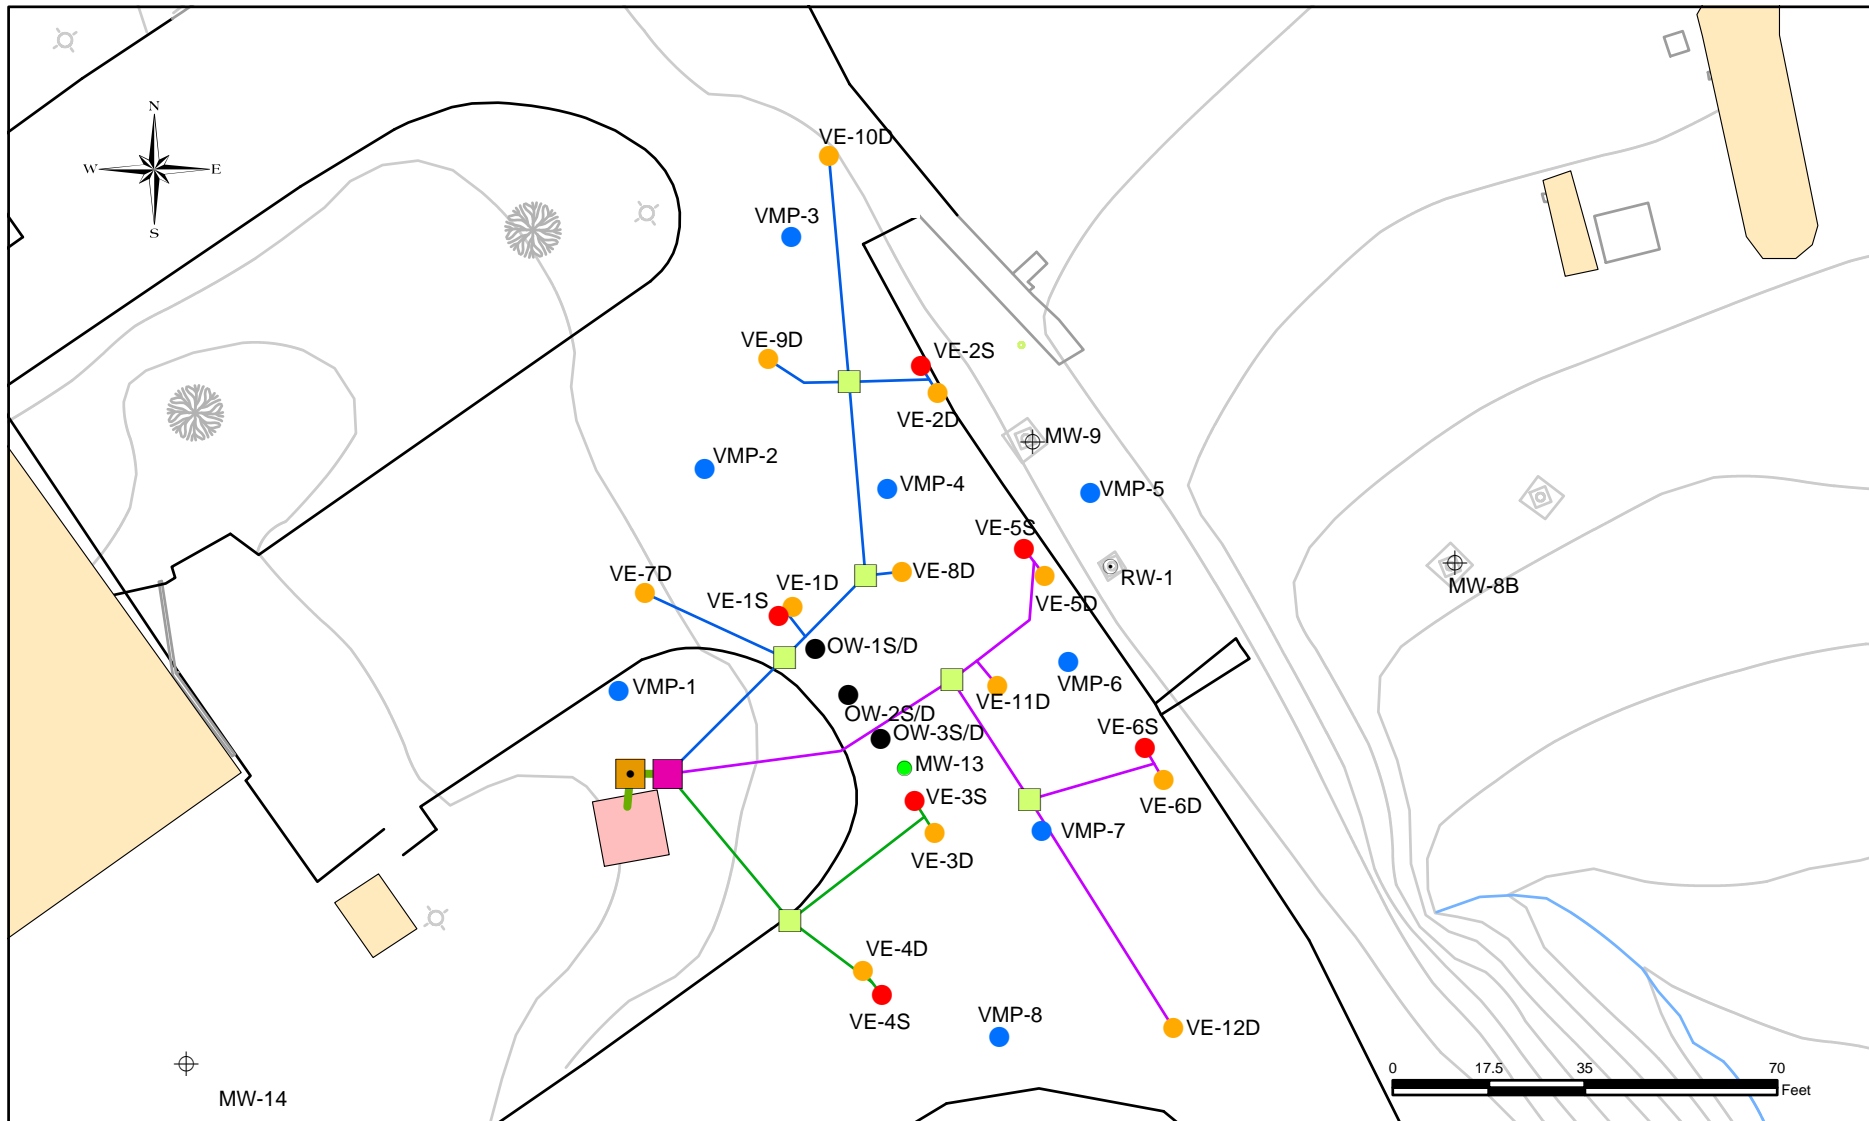 N
W
E
S
VE-10D
VMP-3
VE-9D
VE-2S
VE-2D
MW-9
VMP-2
VMP-4
VMP-5
VE-5S
VE-7D
VE-1D
VE-8D
RW-1
MW-8B
VE-1S
VE-5D
OW-1S/D
VMP-1
VMP-6
VE-11D
OW-2S/D
VE-6S
OW-3S/D
MW-13
VE-3S
VE-6D
VMP-7
VE-3D
VE-4D
VE-4S
VMP-8
VE-12D
0
17.5
35
70
Feet
MW-14